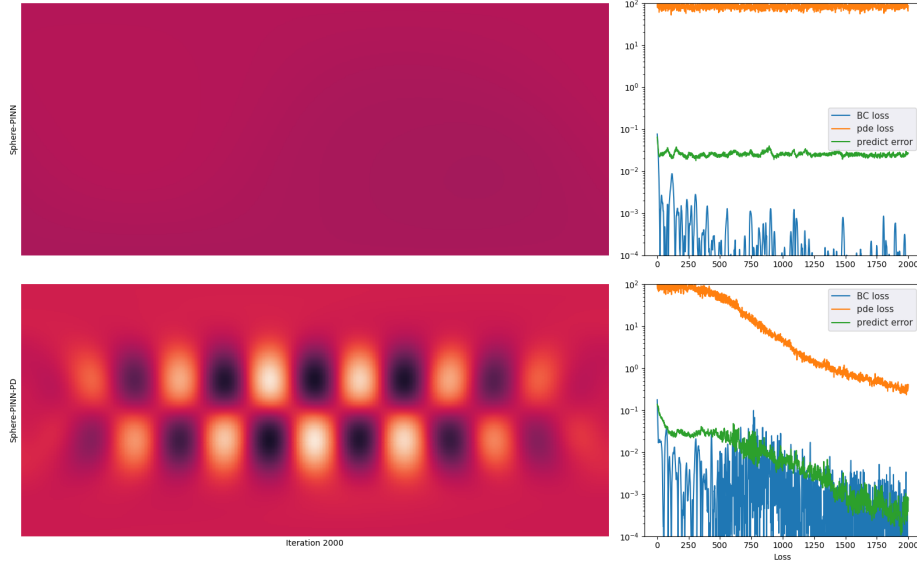 Sphere-PINN
10²
10¹
10⁰
10⁻¹
10⁻²
10⁻³
10⁻⁴
BC loss
pde loss
predict error
0 250 500 750 1000 1250 1500 1750 2000
Sphere-PINN-PD
Iteration 2000
10²
10¹
10⁰
10⁻¹
10⁻²
10⁻³
10⁻⁴
BC loss
pde loss
predict error
0 250 500 750 1000 1250 1500 1750 2000
Loss